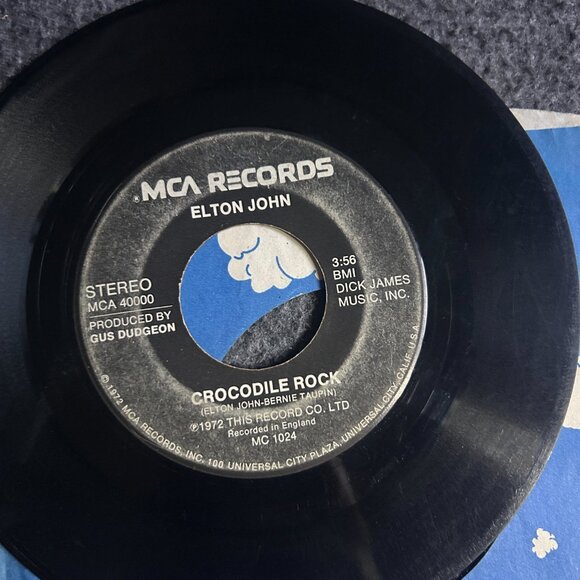 ®MCA RECORDS
ELTON JOHN
STEREO
MCA 40000
PRODUCED BY
GUS DUDGEON
3:56
BMI
DICK JAMES
MUSIC, INC.
CROCODILE ROCK
(ELTON JOHN-BERNIE TAUPIN)
℗1972 THIS RECORD CO. LTD
Recorded in England
MC 1024
©1972 MCA RECORDS, INC. 100 UNIVERSAL CITY PLAZA, UNIVERSAL CITY, CALIF. U.S.A.